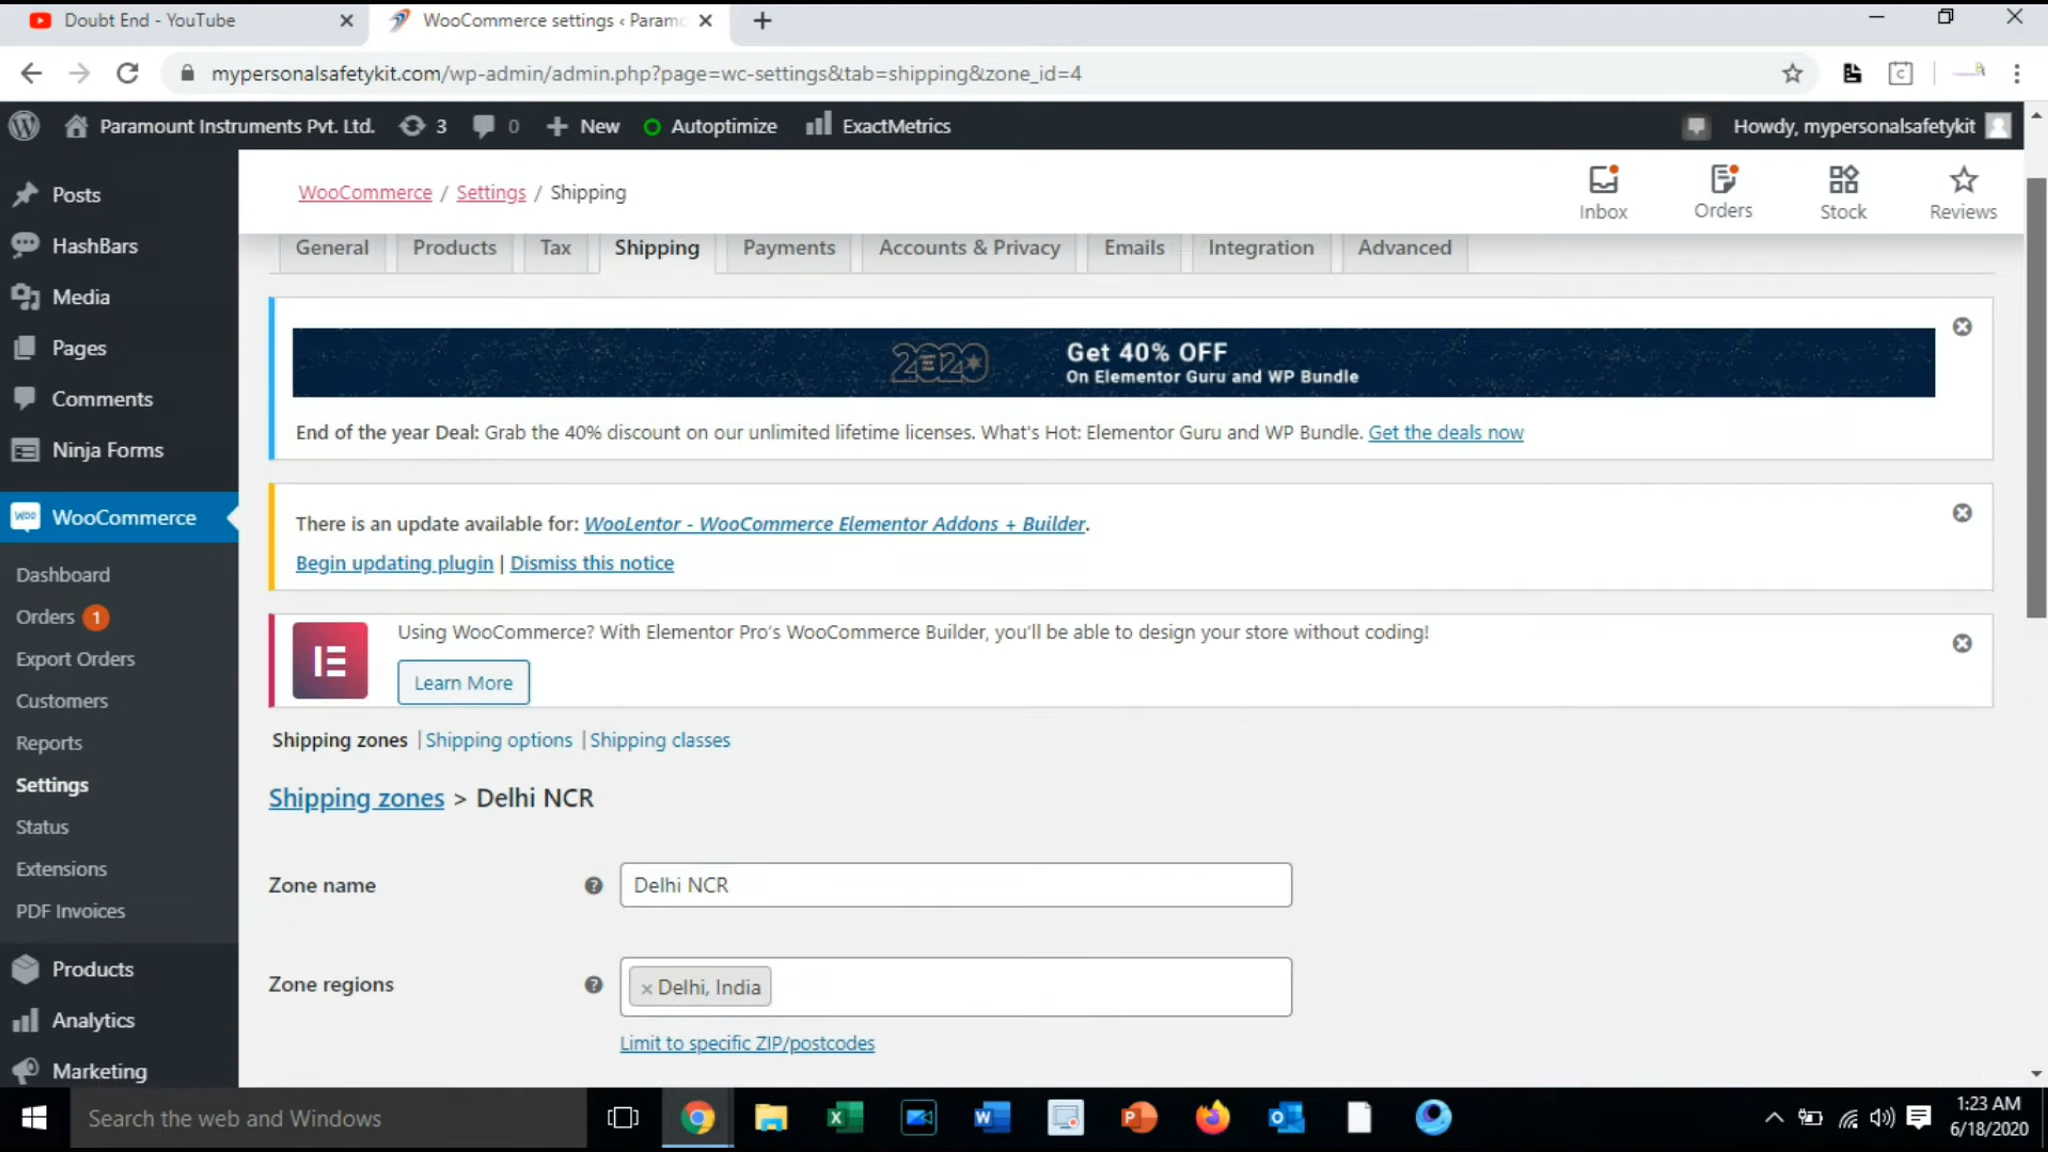 Doubt End - YouTube
WooCommerce settings ‹ Paramo
mypersonalsafetykit.com/wp-admin/admin.php?page=wc-settings&tab=shipping&zone_id=4
Paramount Instruments Pvt. Ltd. 3 0 New Autoptimize ExactMetrics Howdy, mypersonalsafetykit
Posts
HashBars
Media
Pages
Comments
Ninja Forms
WooCommerce
Dashboard
Orders 1
Export Orders
Customers
Reports
Settings
Status
Extensions
PDF Invoices
Products
Analytics
Marketing
WooCommerce / Settings / Shipping
Inbox Orders Stock Reviews
General Products Tax Shipping Payments Accounts & Privacy Emails Integration Advanced
2020
Get 40% OFF
On Elementor Guru and WP Bundle
End of the year Deal: Grab the 40% discount on our unlimited lifetime licenses. What's Hot: Elementor Guru and WP Bundle. Get the deals now
There is an update available for: WooLentor - WooCommerce Elementor Addons + Builder.
Begin updating plugin | Dismiss this notice
Using WooCommerce? With Elementor Pro's WooCommerce Builder, you'll be able to design your store without coding!
Learn More
Shipping zones | Shipping options | Shipping classes
Shipping zones > Delhi NCR
Zone name Delhi NCR
Zone regions × Delhi, India
Limit to specific ZIP/postcodes
Search the web and Windows
1:23 AM
6/18/2020